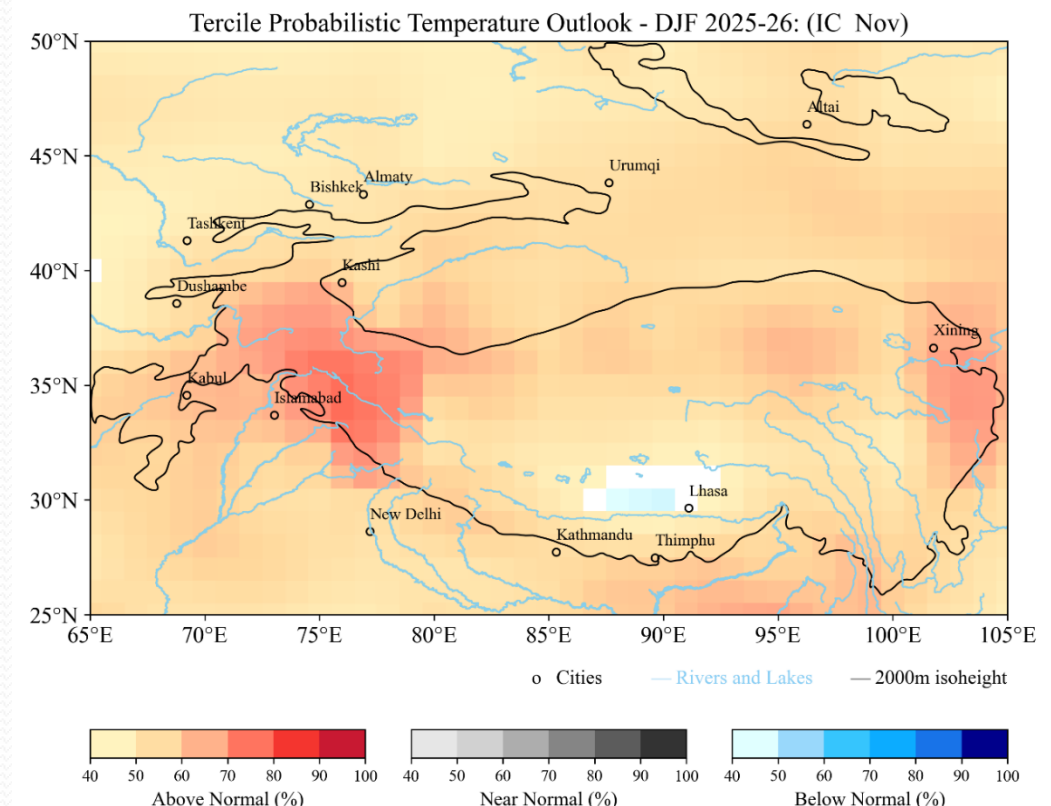 Tercile Probabilistic Temperature Outlook - DJF 2025-26: (IC Nov)
50°N
45°N
40°N
35°N
30°N
25°N
Altai
Urumqi
Almaty
Bishkek
Tashkent
Kashi
Dushambe
Xining
Kabul
Islamabad
Lhasa
New Delhi
Kathmandu
Thimphu
65°E 70°E 75°E 80°E 85°E 90°E 95°E 100°E 105°E
Cities Rivers and Lakes 2000m isoheight
40 50 60 70 80 90 100 40 50 60 70 80 90 100 40 50 60 70 80 90 100
Above Normal (%) Near Normal (%) Below Normal (%)